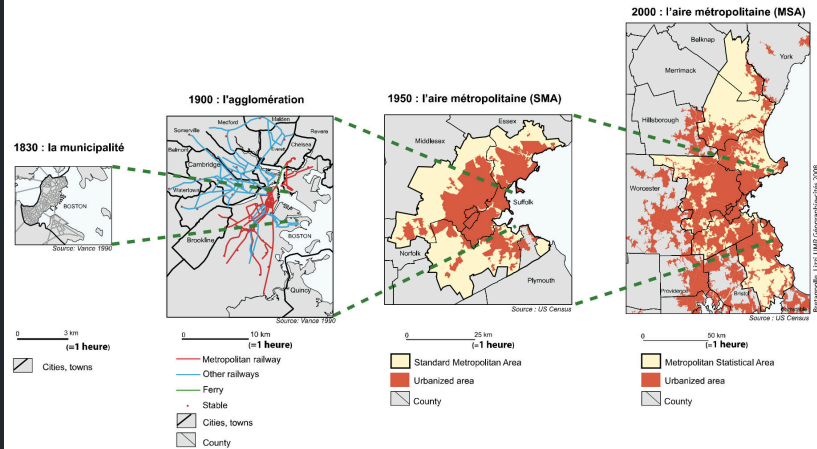 2000 : l'aire métropolitaine (MSA)
Belknap
York
Merrimack
Hillsborough
Worcester
Providence
Bristol
Source : US Census
0 50 km
(=1 heure)
Metropolitan Statistical Area
Urbanized area
County
1950 : l'aire métropolitaine (SMA)
Essex
Middlessex
Suffolk
Norfolk
Plymouth
Source : US Census
0 25 km
(=1 heure)
Standard Metropolitan Area
Urbanized area
County
1900 : l'agglomération
Medford
Malden
Somerville
Revere
Everett
Chelsea
Belmont
Cambridge
Watertown
BOSTON
Brookline
Quincy
Source: Vance 1990
0 10 km
(=1 heure)
Metropolitan railway
Other railways
Ferry
Stable
Cities, towns
County
1830 : la municipalité
BOSTON
Source: Vance 1990
0 3 km
(=1 heure)
Cities, towns